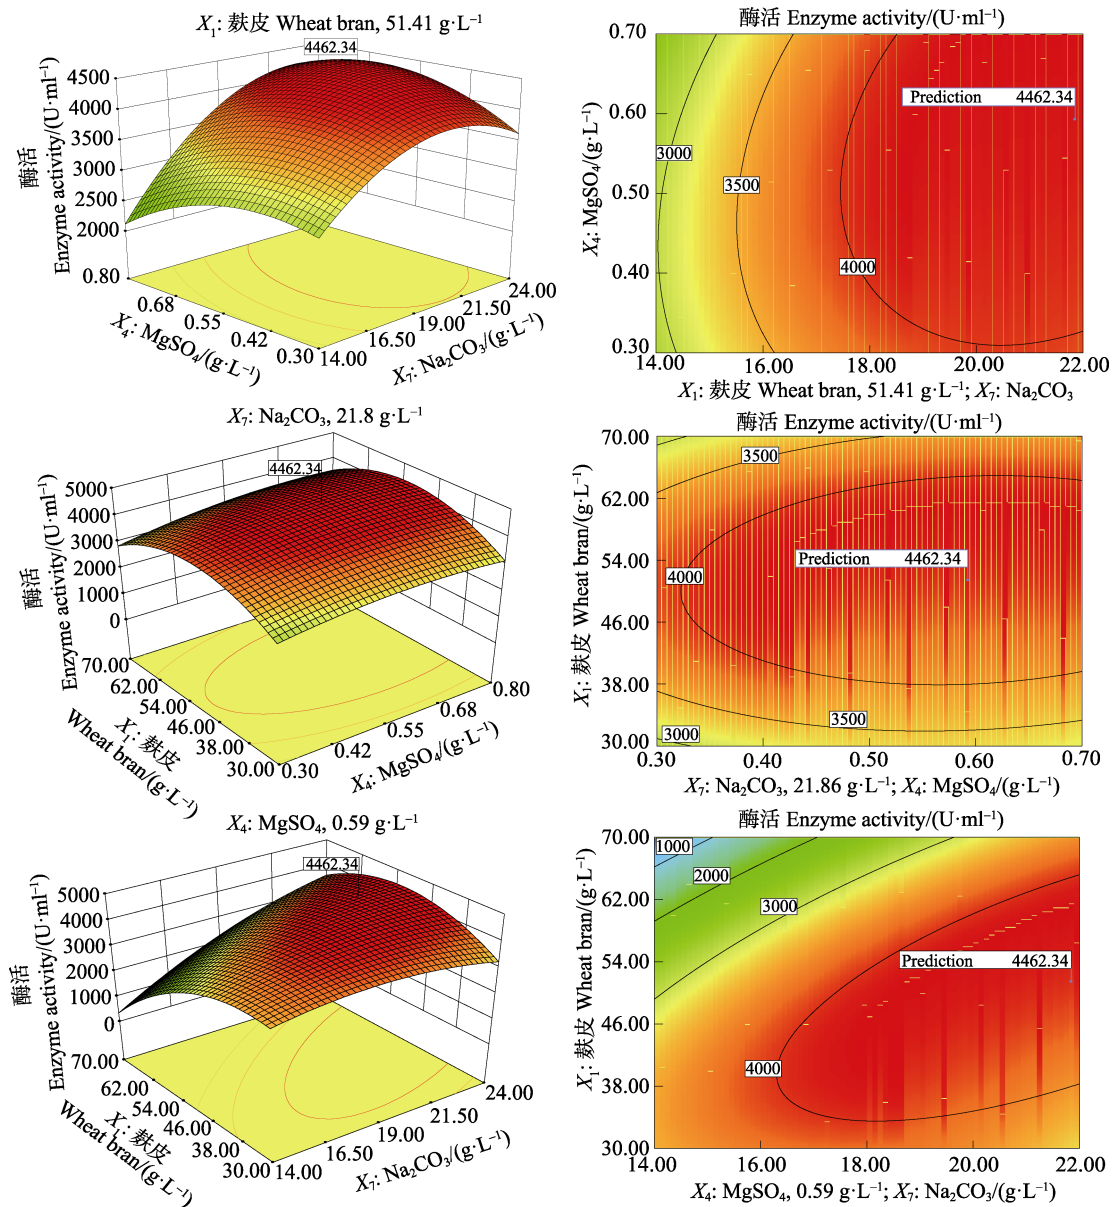 X₁: 麸皮 Wheat bran, 51.41 g·L⁻¹
4462.34
4500
4000
3500
3000
2500
2000
0.80
0.68
0.55
0.42
0.30
14.00
16.50
19.00
21.50
24.00
酶活
Enzyme activity/(U·ml⁻¹)
X₄: MgSO₄/(g·L⁻¹)
X₇: Na₂CO₃/(g·L⁻¹)
酶活 Enzyme activity/(U·ml⁻¹)
0.70
0.60
0.50
0.40
0.30
X₄: MgSO₄/(g·L⁻¹)
3000
3500
4000
Prediction 4462.34
14.00 16.00 18.00 20.00 22.00
X₁: 麸皮 Wheat bran, 51.41 g·L⁻¹; X₇: Na₂CO₃
X₇: Na₂CO₃, 21.8 g·L⁻¹
4462.34
5000
4000
3000
2000
1000
0
酶活
Enzyme activity/(U·ml⁻¹)
70.00
62.00
54.00
46.00
38.00
30.00
0.30
0.42
0.55
0.68
0.80
X₁: 麸皮
Wheat bran/(g·L⁻¹)
X₄: MgSO₄/(g·L⁻¹)
酶活 Enzyme activity/(U·ml⁻¹)
70.00
62.00
54.00
46.00
38.00
30.00
X₁: 麸皮 Wheat bran/(g·L⁻¹)
3500
4000
Prediction 4462.34
3500
3000
0.30 0.40 0.50 0.60 0.70
X₇: Na₂CO₃, 21.86 g·L⁻¹; X₄: MgSO₄/(g·L⁻¹)
X₄: MgSO₄, 0.59 g·L⁻¹
4462.34
5000
4000
3000
2000
1000
0
酶活
Enzyme activity/(U·ml⁻¹)
70.00
62.00
54.00
46.00
38.00
30.00
14.00
16.50
19.00
21.50
24.00
X₁: 麸皮
Wheat bran/(g·L⁻¹)
X₇: Na₂CO₃/(g·L⁻¹)
酶活 Enzyme activity/(U·ml⁻¹)
70.00
62.00
54.00
46.00
38.00
30.00
X₁: 麸皮 Wheat bran/(g·L⁻¹)
1000
2000
3000
Prediction 4462.34
4000
14.00 16.00 18.00 20.00 22.00
X₄: MgSO₄, 0.59 g·L⁻¹; X₇: Na₂CO₃/(g·L⁻¹)